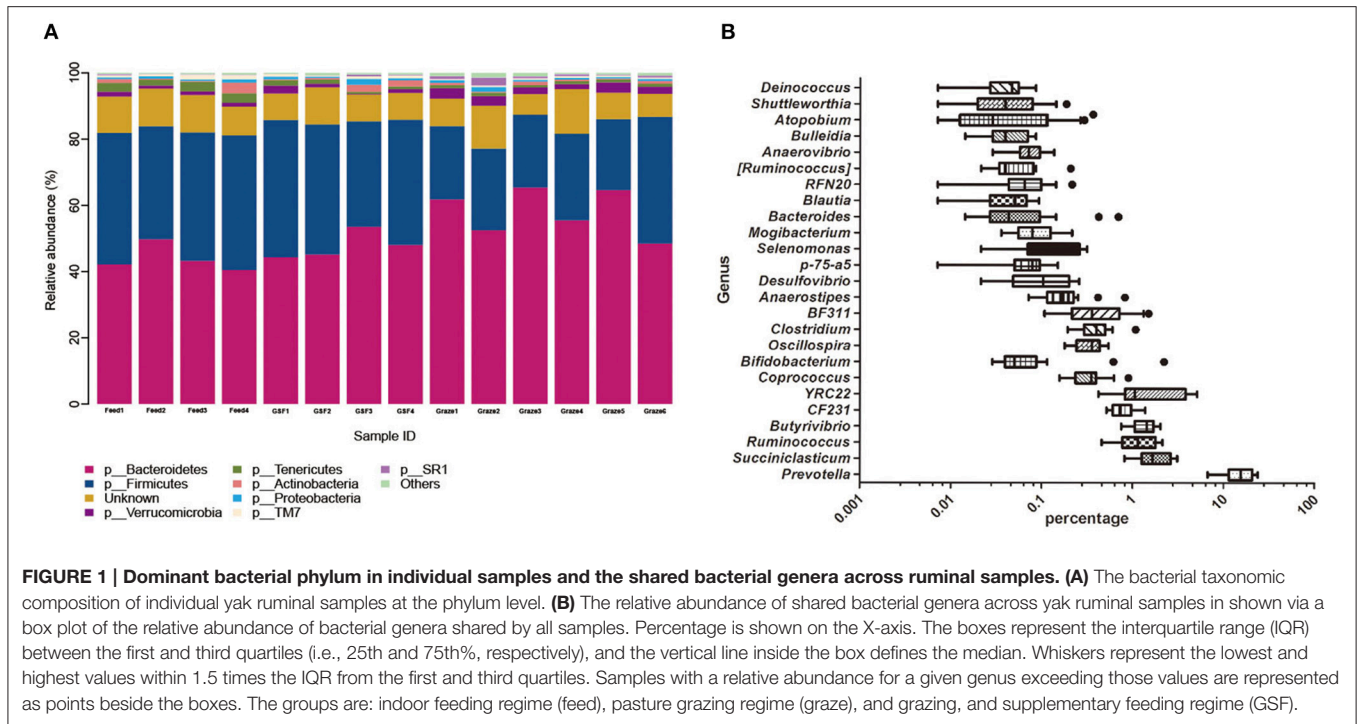 A
Relative abundance (%)
100
80
60
40
20
0
Feed1 Feed2 Feed3 Feed4 GSF1 GSF2 GSF3 GSF4 Graze1 Graze2 Graze3 Graze4 Graze5 Graze6
Sample ID
p__Bacteroidetes p__Tenericutes p__SR1
p__Firmicutes p__Actinobacteria Others
Unknown p__Proteobacteria
p__Verrucomicrobia p__TM7
B
Genus
Deinococcus
Shuttleworthia
Atopobium
Bulleidia
Anaerovibrio
[Ruminococcus]
RFN20
Blautia
Bacteroides
Mogibacterium
Selenomonas
p-75-a5
Desulfovibrio
Anaerostipes
BF311
Clostridium
Oscillospira
Bifidobacterium
Coprococcus
YRC22
CF231
Butyrivibrio
Ruminococcus
Succiniclasticum
Prevotella
0.001 0.01 0.1 1 10 100
percentage
FIGURE 1 | Dominant bacterial phylum in individual samples and the shared bacterial genera across ruminal samples. (A) The bacterial taxonomic
composition of individual yak ruminal samples at the phylum level. (B) The relative abundance of shared bacterial genera across yak ruminal samples in shown via a
box plot of the relative abundance of bacterial genera shared by all samples. Percentage is shown on the X-axis. The boxes represent the interquartile range (IQR)
between the first and third quartiles (i.e., 25th and 75th%, respectively), and the vertical line inside the box defines the median. Whiskers represent the lowest and
highest values within 1.5 times the IQR from the first and third quartiles. Samples with a relative abundance for a given genus exceeding those values are represented
as points beside the boxes. The groups are: indoor feeding regime (feed), pasture grazing regime (graze), and grazing, and supplementary feeding regime (GSF).